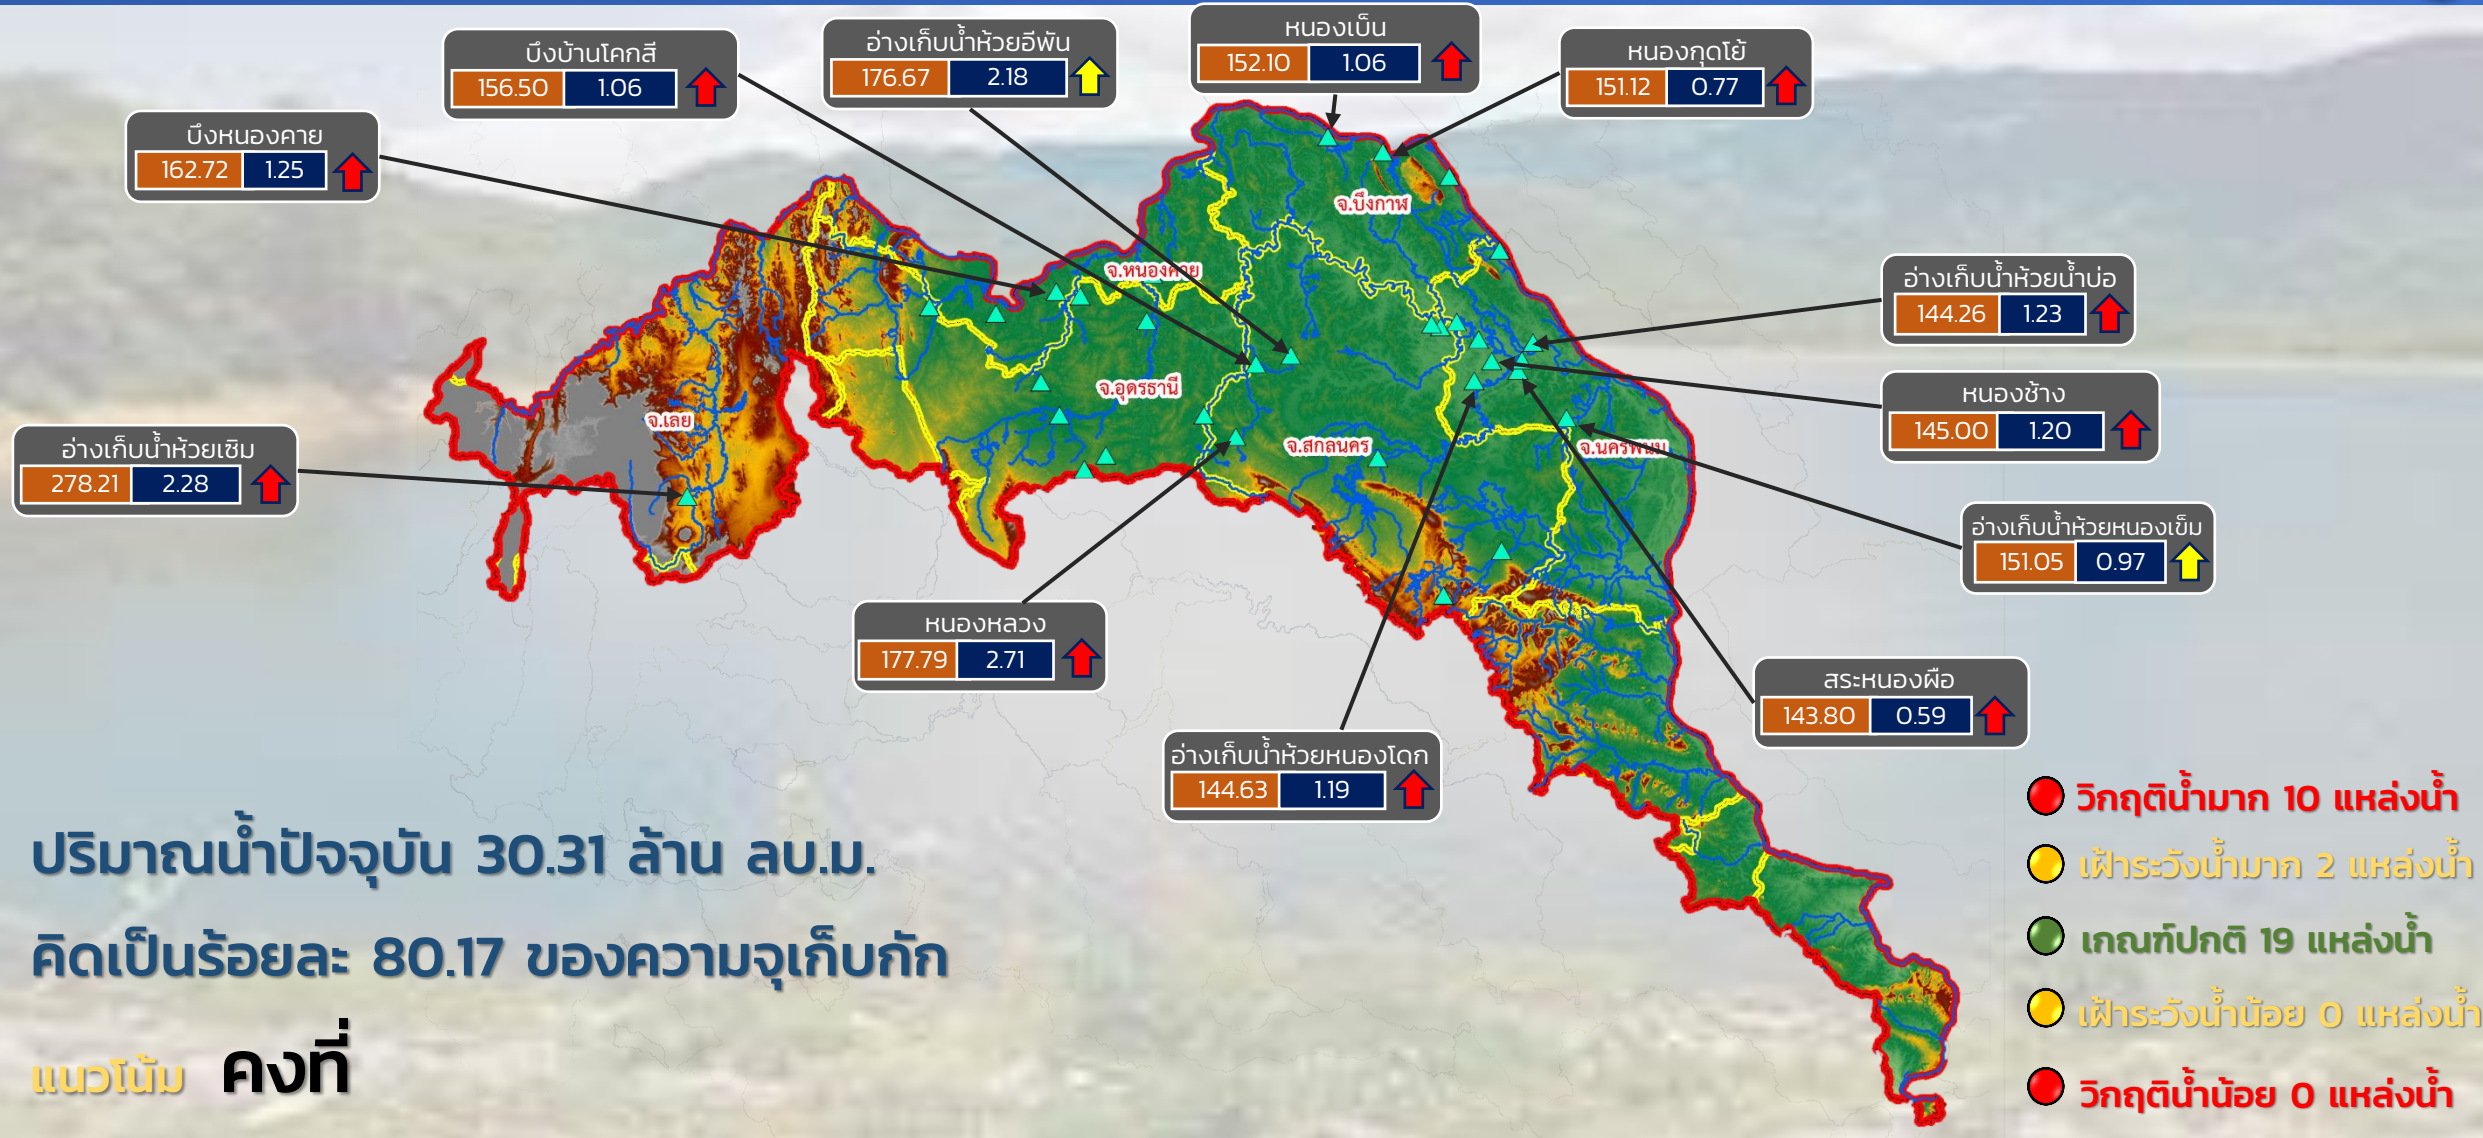 หนองเบ็น
152.10 1.06
บึงบ้านโคกสี
156.50 1.06
อ่างเก็บน้ำห้วยอีพัน
176.67 2.18
หนองกุดโย้
151.12 0.77
บึงหนองคาย
162.72 1.25
จ.บึงกาฬ
จ.หนองคาย
อ่างเก็บน้ำห้วยน้ำบ่อ
144.26 1.23
จ.อุดรธานี
หนองช้าง
145.00 1.20
จ.เลย
จ.สกลนคร
จ.นครพนม
อ่างเก็บน้ำห้วยเซิม
278.21 2.28
อ่างเก็บน้ำห้วยหนองเข็ม
151.05 0.97
หนองหลวง
177.79 2.71
สระหนองผือ
143.80 0.59
อ่างเก็บน้ำห้วยหนองโดก
144.63 1.19
ปริมาณน้ำปัจจุบัน 30.31 ล้าน ลบ.ม.
คิดเป็นร้อยละ 80.17 ของความจุเก็บกัก
แนวโน้ม คงที่
วิกฤติน้ำมาก 10 แหล่งน้ำ
เฝ้าระวังน้ำมาก 2 แหล่งน้ำ
เกณฑ์ปกติ 19 แหล่งน้ำ
เฝ้าระวังน้ำน้อย 0 แหล่งน้ำ
วิกฤติน้ำน้อย 0 แหล่งน้ำ